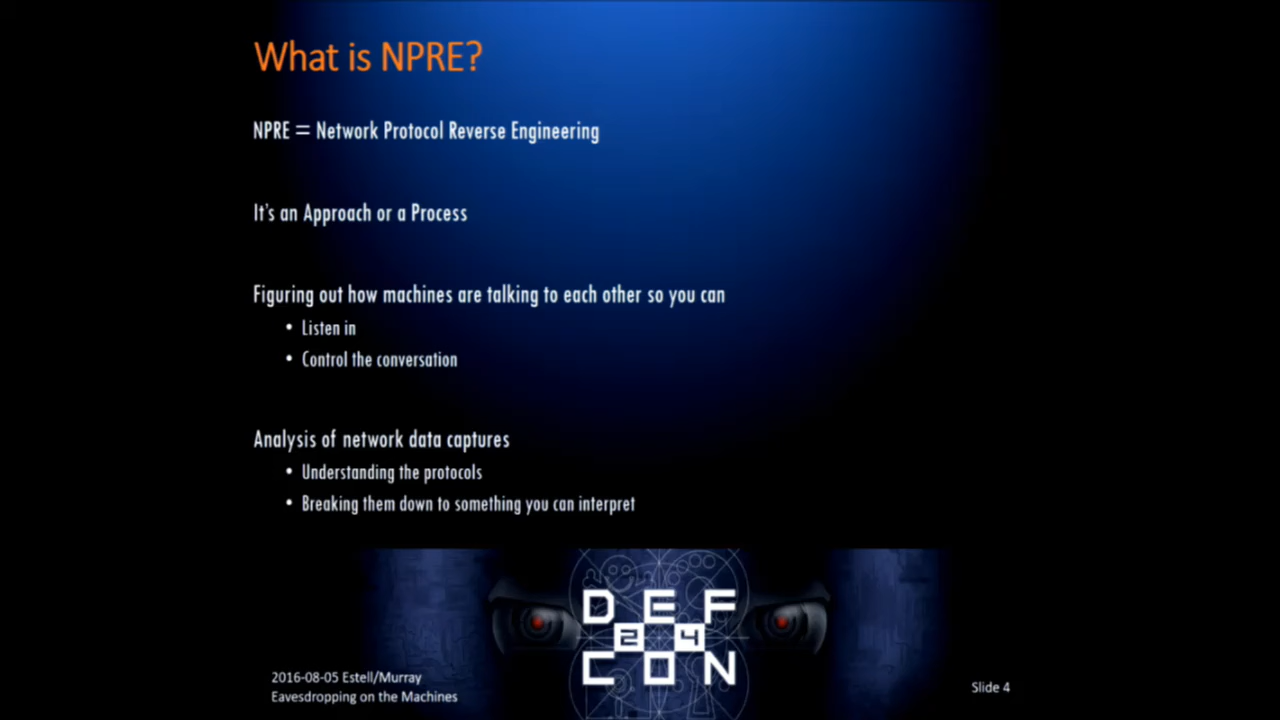 What is NPRE?
NPRE = Network Protocol Reverse Engineering
It's an Approach or a Process
Figuring out how machines are talking to each other so you can
• Listen in
• Control the conversation
Analysis of network data captures
• Understanding the protocols
• Breaking them down to something you can interpret
DEF
24
CON
2016-08-05 Estell/Murray
Eavesdropping on the Machines
Slide 4